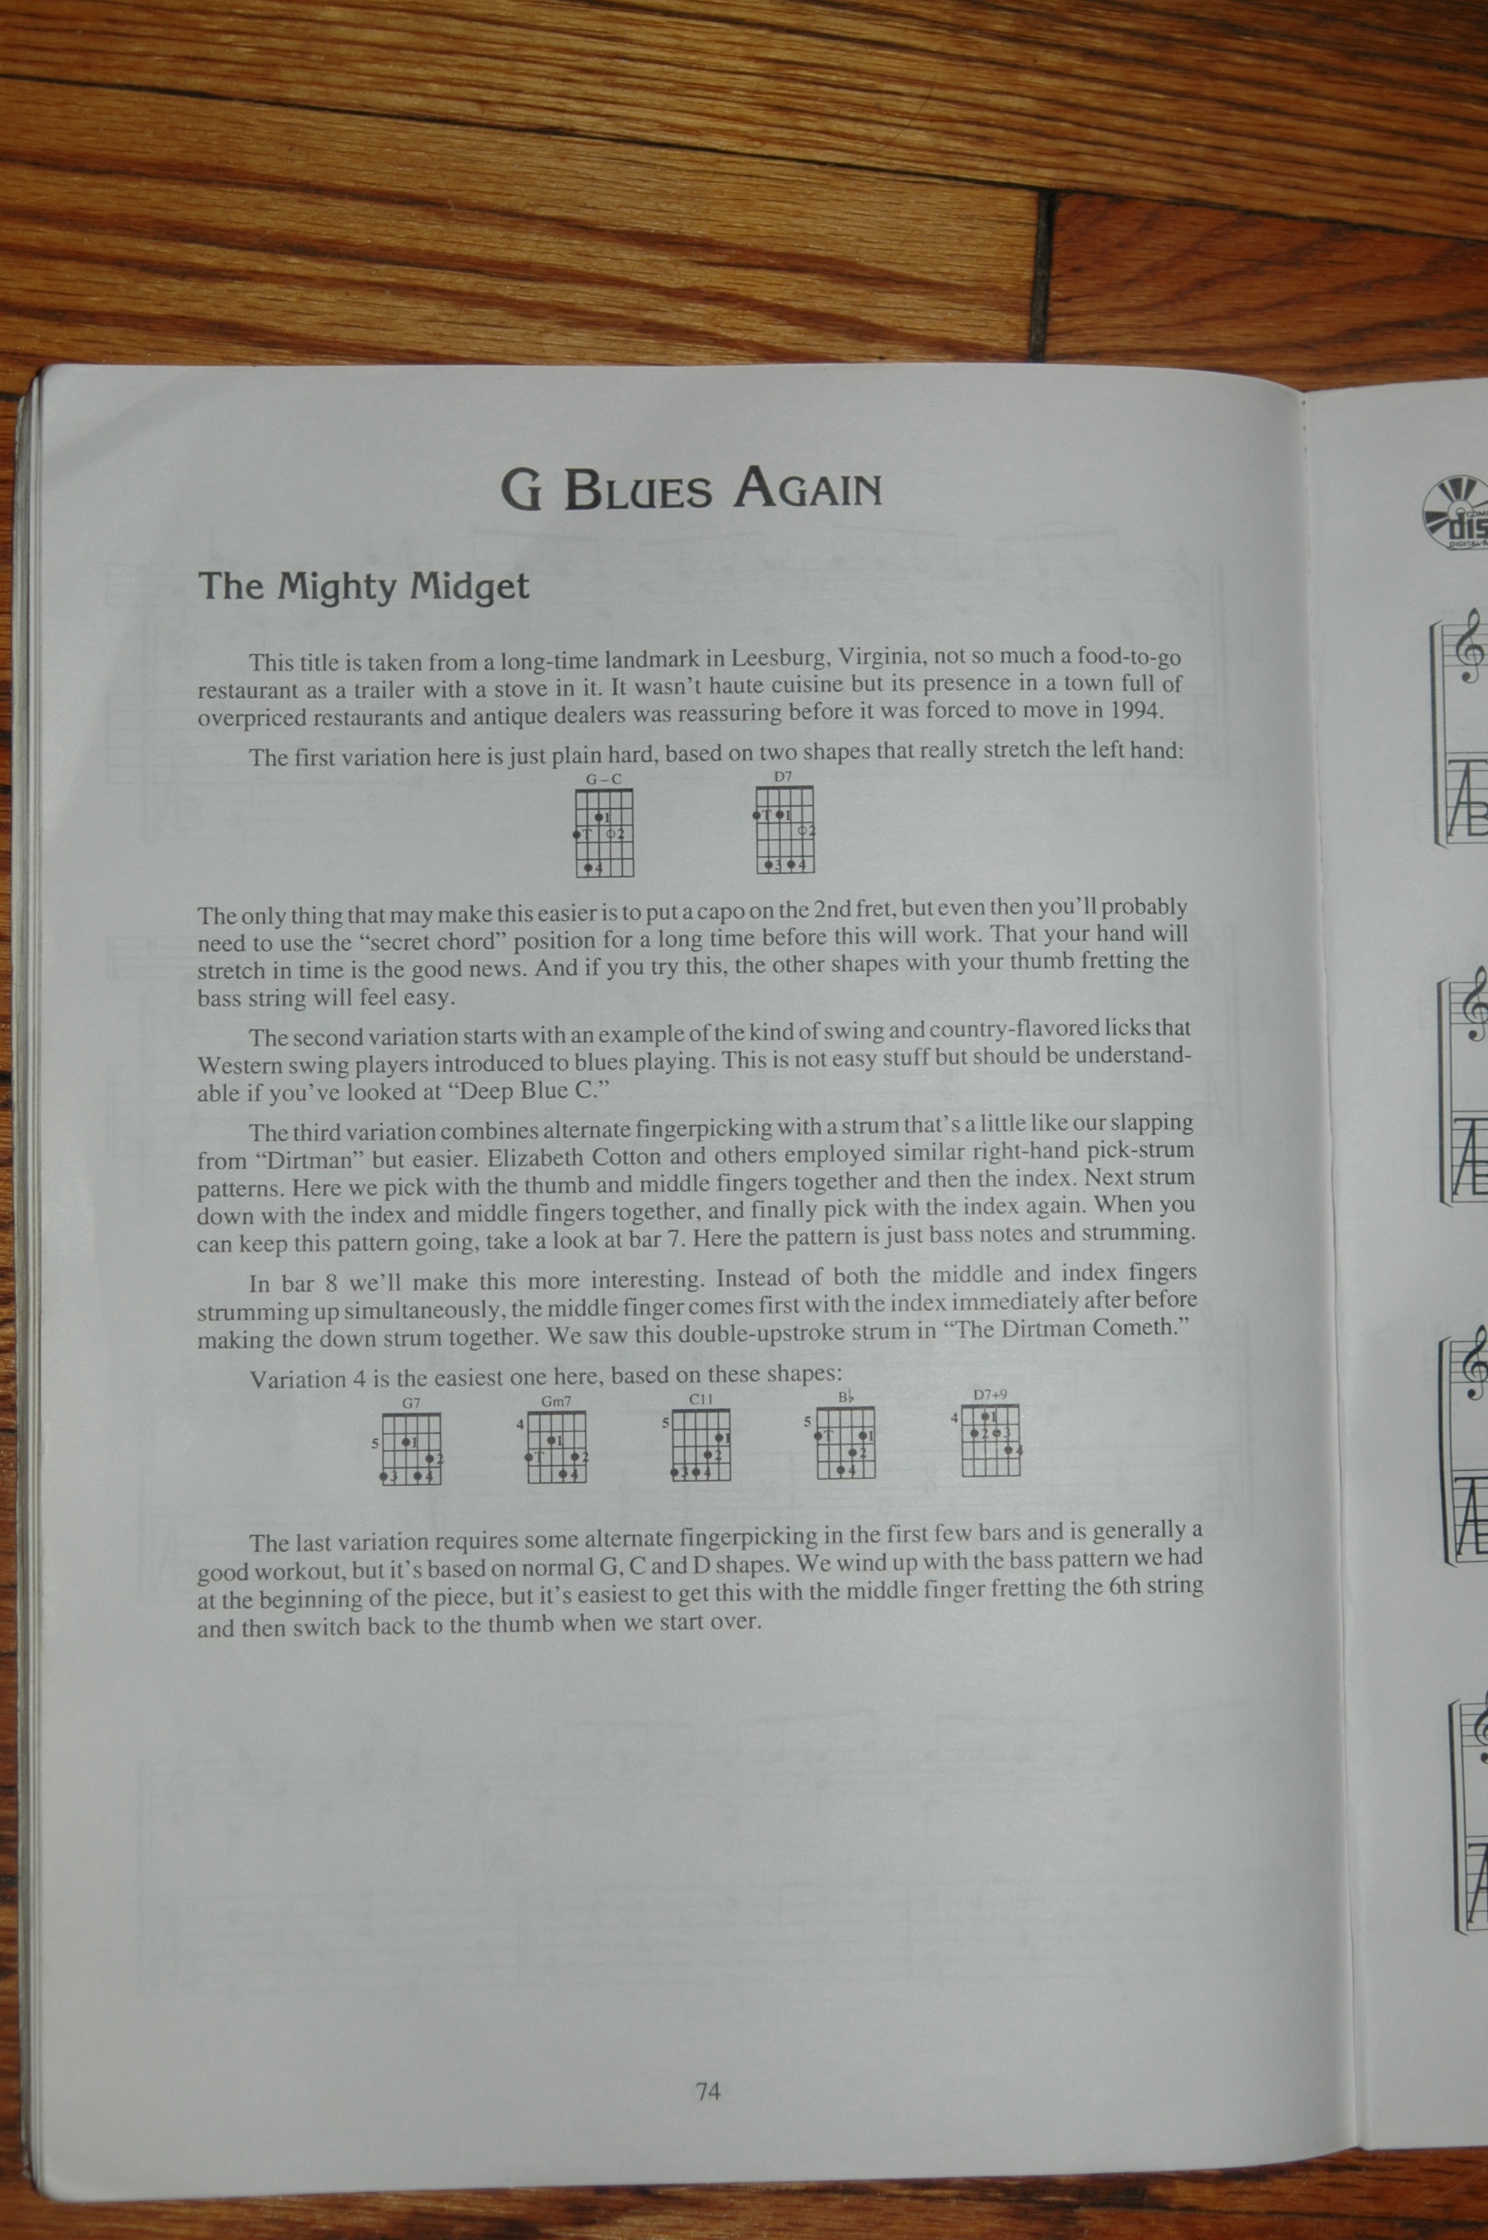 G BLUES AGAIN
The Mighty Midget
This title is taken from a long-time landmark in Leesburg, Virginia, not so much a food-to-go
restaurant as a trailer with a stove in it. It wasn't haute cuisine but its presence in a town full of
overpriced restaurants and antique dealers was reassuring before it was forced to move in 1994.
The first variation here is just plain hard, based on two shapes that really stretch the left hand:
G–C D7
1 T 2 4
T 1 2 3 4
The only thing that may make this easier is to put a capo on the 2nd fret, but even then you'll probably
need to use the “secret chord” position for a long time before this will work. That your hand will
stretch in time is the good news. And if you try this, the other shapes with your thumb fretting the
bass string will feel easy.
The second variation starts with an example of the kind of swing and country-flavored licks that
Western swing players introduced to blues playing. This is not easy stuff but should be understand-
able if you've looked at “Deep Blue C.”
The third variation combines alternate fingerpicking with a strum that's a little like our slapping
from “Dirtman” but easier. Elizabeth Cotton and others employed similar right-hand pick-strum
patterns. Here we pick with the thumb and middle fingers together and then the index. Next strum
down with the index and middle fingers together, and finally pick with the index again. When you
can keep this pattern going, take a look at bar 7. Here the pattern is just bass notes and strumming.
In bar 8 we'll make this more interesting. Instead of both the middle and index fingers
strumming up simultaneously, the middle finger comes first with the index immediately after before
making the down strum together. We saw this double-upstroke strum in “The Dirtman Cometh.”
Variation 4 is the easiest one here, based on these shapes:
G7 Gm7 C11 B♭ D7+9
5 1 2 3 4
4 1 T 2 4
5 1 2 3 4
5 T 1 2 4
4 1 2 3 4
The last variation requires some alternate fingerpicking in the first few bars and is generally a
good workout, but it's based on normal G, C and D shapes. We wind up with the bass pattern we had
at the beginning of the piece, but it's easiest to get this with the middle finger fretting the 6th string
and then switch back to the thumb when we start over.
74